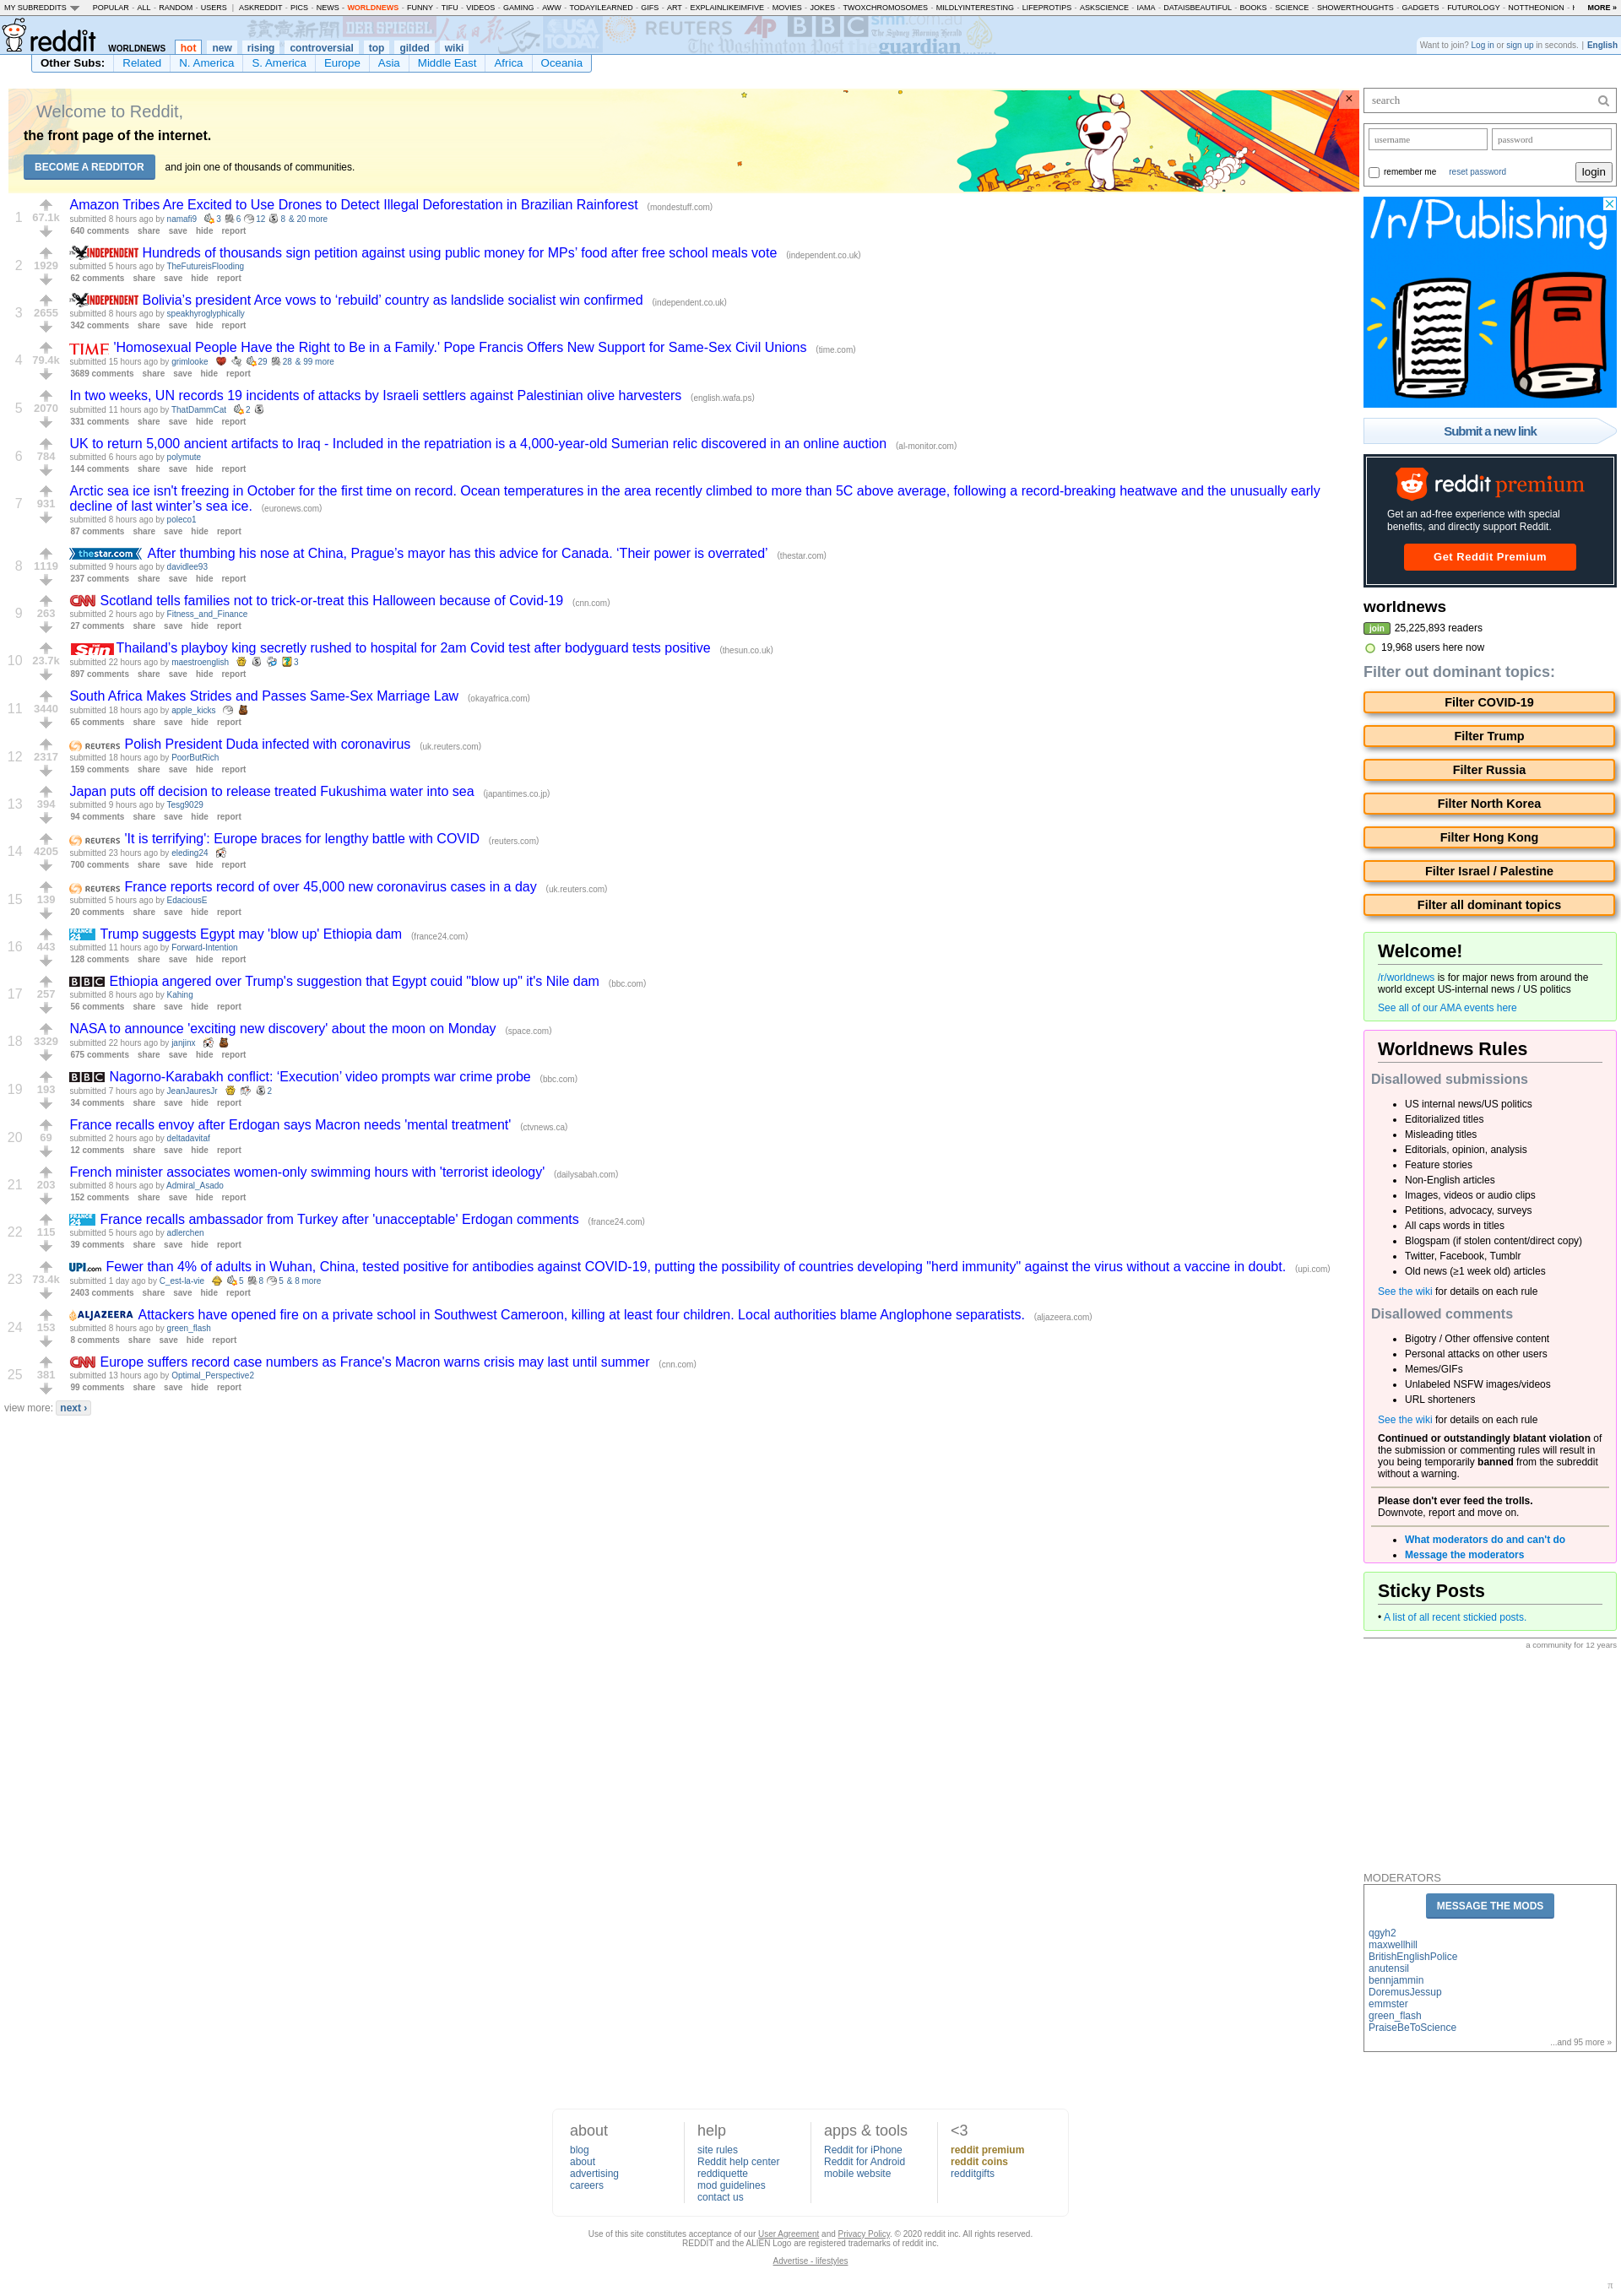 MY SUBREDDITS POPULAR - ALL - RANDOM - USERS | ASKREDDIT - PICS - NEWS - WORLDNEWS - FUNNY - TIFU - VIDEOS - GAMING - AWW - TODAYILEARNED - GIFS - ART - EXPLAINLIKEIMFIVE - MOVIES - JOKES - TWOXCHROMOSOMES - MILDLYINTERESTING - LIFEPROTIPS - ASKSCIENCE - IAMA - DATAISBEAUTIFUL - BOOKS - SCIENCE - SHOWERTHOUGHTS - GADGETS - FUTUROLOGY - NOTTHEONION MORE »
DER SPIEGEL USA TODAY REUTERS AP BBC smh.com.au
The Sydney Morning Herald
The Washington Post the guardian
reddit WORLDNEWS hot new rising controversial top gilded wiki
Want to join? Log in or sign up in seconds. | English
Other Subs: Related N. America S. America Europe Asia Middle East Africa Oceania
Welcome to Reddit,
the front page of the internet.
BECOME A REDDITOR and join one of thousands of communities.
×
1
67.1k
Amazon Tribes Are Excited to Use Drones to Detect Illegal Deforestation in Brazilian Rainforest (mondestuff.com)
submitted 8 hours ago by namafi9 3 6 12 8 & 20 more
640 comments share save hide report
2
1929
INDEPENDENT Hundreds of thousands sign petition against using public money for MPs' food after free school meals vote (independent.co.uk)
submitted 5 hours ago by TheFutureisFlooding
62 comments share save hide report
3
2655
INDEPENDENT Bolivia's president Arce vows to ‘rebuild’ country as landslide socialist win confirmed (independent.co.uk)
submitted 8 hours ago by speakhyroglyphically
342 comments share save hide report
4
79.4k
TIME 'Homosexual People Have the Right to Be in a Family.' Pope Francis Offers New Support for Same-Sex Civil Unions (time.com)
submitted 15 hours ago by grimlooke 29 28 & 99 more
3689 comments share save hide report
5
2070
In two weeks, UN records 19 incidents of attacks by Israeli settlers against Palestinian olive harvesters (english.wafa.ps)
submitted 11 hours ago by ThatDammCat 2
331 comments share save hide report
6
784
UK to return 5,000 ancient artifacts to Iraq - Included in the repatriation is a 4,000-year-old Sumerian relic discovered in an online auction (al-monitor.com)
submitted 6 hours ago by polymute
144 comments share save hide report
7
931
Arctic sea ice isn't freezing in October for the first time on record. Ocean temperatures in the area recently climbed to more than 5C above average, following a record-breaking heatwave and the unusually early
decline of last winter's sea ice. (euronews.com)
submitted 8 hours ago by poleco1
87 comments share save hide report
8
1119
thestar.com After thumbing his nose at China, Prague's mayor has this advice for Canada. ‘Their power is overrated’ (thestar.com)
submitted 9 hours ago by davidlee93
237 comments share save hide report
9
263
CNN Scotland tells families not to trick-or-treat this Halloween because of Covid-19 (cnn.com)
submitted 2 hours ago by Fitness_and_Finance
27 comments share save hide report
10
23.7k
Sun Thailand's playboy king secretly rushed to hospital for 2am Covid test after bodyguard tests positive (thesun.co.uk)
submitted 22 hours ago by maestroenglish 3
897 comments share save hide report
11
3440
South Africa Makes Strides and Passes Same-Sex Marriage Law (okayafrica.com)
submitted 18 hours ago by apple_kicks
65 comments share save hide report
12
2317
REUTERS Polish President Duda infected with coronavirus (uk.reuters.com)
submitted 18 hours ago by PoorButRich
159 comments share save hide report
13
394
Japan puts off decision to release treated Fukushima water into sea (japantimes.co.jp)
submitted 9 hours ago by Tesg9029
94 comments share save hide report
14
4205
REUTERS 'It is terrifying': Europe braces for lengthy battle with COVID (reuters.com)
submitted 23 hours ago by eleding24
700 comments share save hide report
15
139
REUTERS France reports record of over 45,000 new coronavirus cases in a day (uk.reuters.com)
submitted 5 hours ago by EdaciousE
20 comments share save hide report
16
443
FRANCE 24 Trump suggests Egypt may 'blow up' Ethiopia dam (france24.com)
submitted 11 hours ago by Forward-Intention
128 comments share save hide report
17
257
BBC Ethiopia angered over Trump's suggestion that Egypt couid "blow up" it's Nile dam (bbc.com)
submitted 8 hours ago by Kahing
56 comments share save hide report
18
3329
NASA to announce 'exciting new discovery' about the moon on Monday (space.com)
submitted 22 hours ago by janjinx
675 comments share save hide report
19
193
BBC Nagorno-Karabakh conflict: ‘Execution’ video prompts war crime probe (bbc.com)
submitted 7 hours ago by JeanJauresJr 2
34 comments share save hide report
20
69
France recalls envoy after Erdogan says Macron needs 'mental treatment' (ctvnews.ca)
submitted 2 hours ago by deltadavitaf
12 comments share save hide report
21
203
French minister associates women-only swimming hours with 'terrorist ideology' (dailysabah.com)
submitted 8 hours ago by Admiral_Asado
152 comments share save hide report
22
115
FRANCE 24 France recalls ambassador from Turkey after 'unacceptable' Erdogan comments (france24.com)
submitted 5 hours ago by adlerchen
39 comments share save hide report
23
73.4k
UPI.com Fewer than 4% of adults in Wuhan, China, tested positive for antibodies against COVID-19, putting the possibility of countries developing "herd immunity" against the virus without a vaccine in doubt. (upi.com)
submitted 1 day ago by C_est-la-vie 5 8 5 & 8 more
2403 comments share save hide report
24
153
ALJAZEERA Attackers have opened fire on a private school in Southwest Cameroon, killing at least four children. Local authorities blame Anglophone separatists. (aljazeera.com)
submitted 8 hours ago by green_flash
8 comments share save hide report
25
381
CNN Europe suffers record case numbers as France's Macron warns crisis may last until summer (cnn.com)
submitted 13 hours ago by Optimal_Perspective2
99 comments share save hide report
view more: next ›
search
username password
remember me reset password login
/r/Publishing
Submit a new link
reddit premium
Get an ad-free experience with special
benefits, and directly support Reddit.
Get Reddit Premium
worldnews
join 25,225,893 readers
19,968 users here now
Filter out dominant topics:
Filter COVID-19
Filter Trump
Filter Russia
Filter North Korea
Filter Hong Kong
Filter Israel / Palestine
Filter all dominant topics
Welcome!
/r/worldnews is for major news from around the
world except US-internal news / US politics
See all of our AMA events here
Worldnews Rules
Disallowed submissions
• US internal news/US politics
• Editorialized titles
• Misleading titles
• Editorials, opinion, analysis
• Feature stories
• Non-English articles
• Images, videos or audio clips
• Petitions, advocacy, surveys
• All caps words in titles
• Blogspam (if stolen content/direct copy)
• Twitter, Facebook, Tumblr
• Old news (≥1 week old) articles
See the wiki for details on each rule
Disallowed comments
• Bigotry / Other offensive content
• Personal attacks on other users
• Memes/GIFs
• Unlabeled NSFW images/videos
• URL shorteners
See the wiki for details on each rule
Continued or outstandingly blatant violation of
the submission or commenting rules will result in
you being temporarily banned from the subreddit
without a warning.
Please don't ever feed the trolls.
Downvote, report and move on.
• What moderators do and can't do
• Message the moderators
Sticky Posts
• A list of all recent stickied posts.
a community for 12 years
MODERATORS
MESSAGE THE MODS
qgyh2
maxwellhill
BritishEnglishPolice
anutensil
bennjammin
DoremusJessup
emmster
green_flash
PraiseBeToScience
...and 95 more »
about
blog
about
advertising
careers
help
site rules
Reddit help center
reddiquette
mod guidelines
contact us
apps & tools
Reddit for iPhone
Reddit for Android
mobile website
<3
reddit premium
reddit coins
redditgifts
Use of this site constitutes acceptance of our User Agreement and Privacy Policy. © 2020 reddit inc. All rights reserved.
REDDIT and the ALIEN Logo are registered trademarks of reddit inc.
Advertise - lifestyles
π